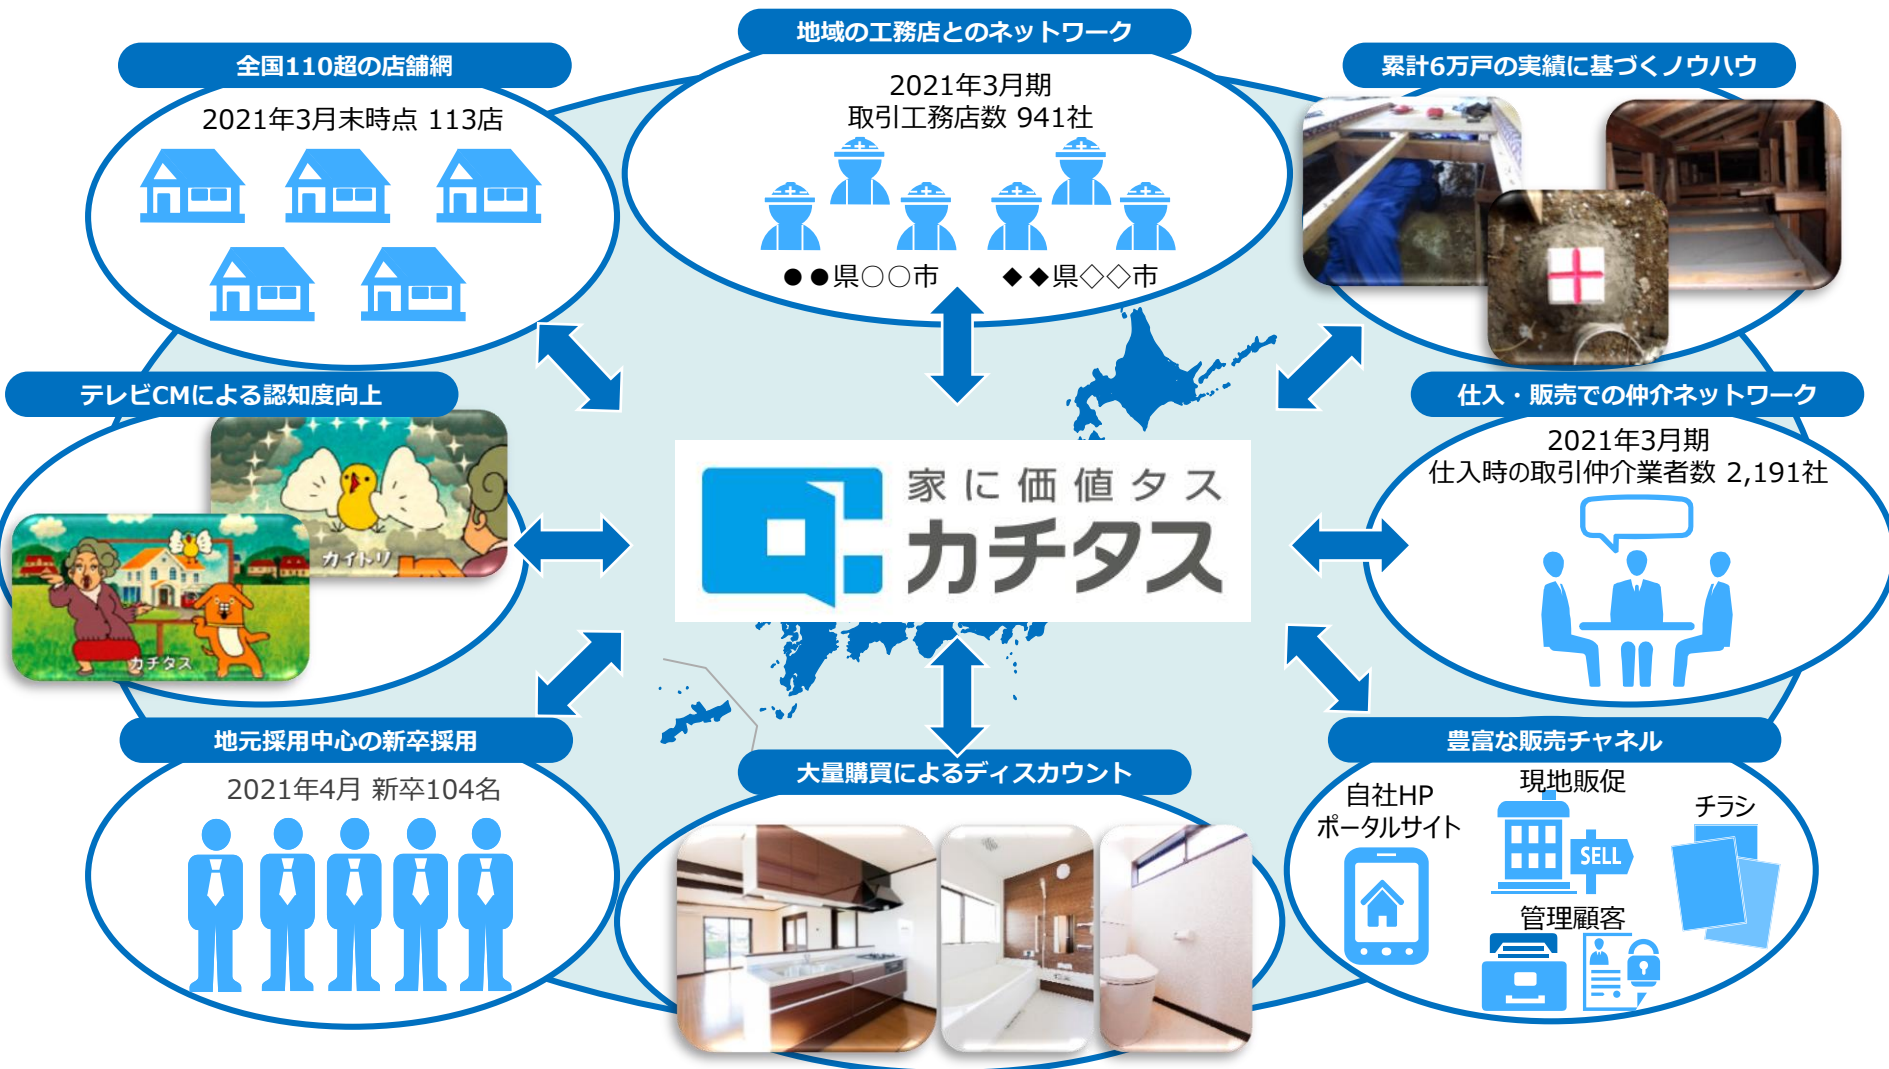 地域の工務店とのネットワーク
2021年3月期
取引工務店数 941社
●●県○○市
◆◆県◇◇市
全国110超の店舗網
2021年3月末時点 113店
累計6万戸の実績に基づくノウハウ
テレビCMによる認知度向上
カイトリ
カチタス
家に価値タス
カチタス
仕入・販売での仲介ネットワーク
2021年3月期
仕入時の取引仲介業者数 2,191社
地元採用中心の新卒採用
2021年4月 新卒104名
大量購買によるディスカウント
豊富な販売チャネル
自社HP
ポータルサイト
現地販促
SELL
チラシ
管理顧客